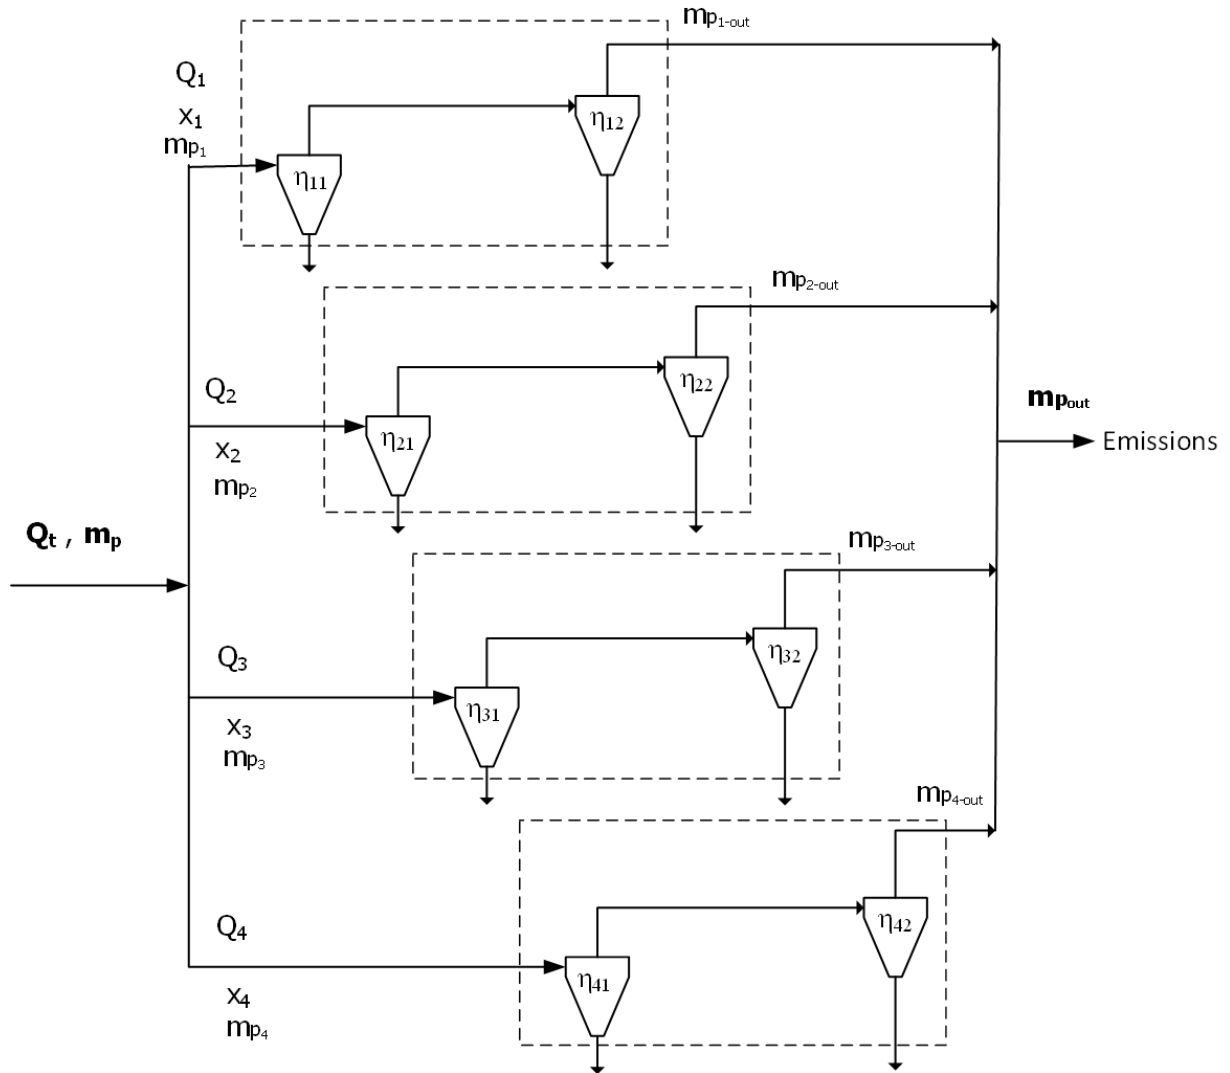 mp₁₋out
Q₁
x₁
mp₁
η₁₁
η₁₂
mp₂₋out
Q₂
x₂
mp₂
η₂₁
η₂₂
mpout
Emissions
Qt , mp
mp₃₋out
Q₃
x₃
mp₃
η₃₁
η₃₂
mp₄₋out
Q₄
x₄
mp₄
η₄₁
η₄₂